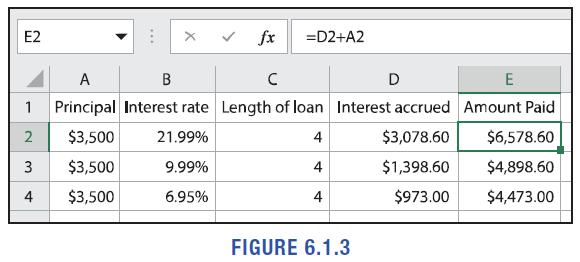 E2 fx =D2+A2
A B C D E
1 Principal Interest rate Length of loan Interest accrued Amount Paid
2 $3,500 21.99% 4 $3,078.60 $6,578.60
3 $3,500 9.99% 4 $1,398.60 $4,898.60
4 $3,500 6.95% 4 $973.00 $4,473.00
FIGURE 6.1.3